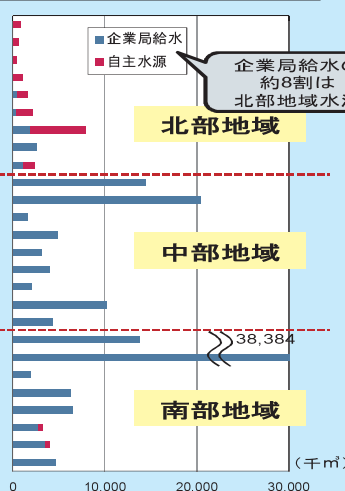 企業局給水
自主水源
企業局給水の
約8割は
北部地域水源
北部地域
中部地域
38,384
南部地域
(千㎥)
0 10,000 20,000 30,000